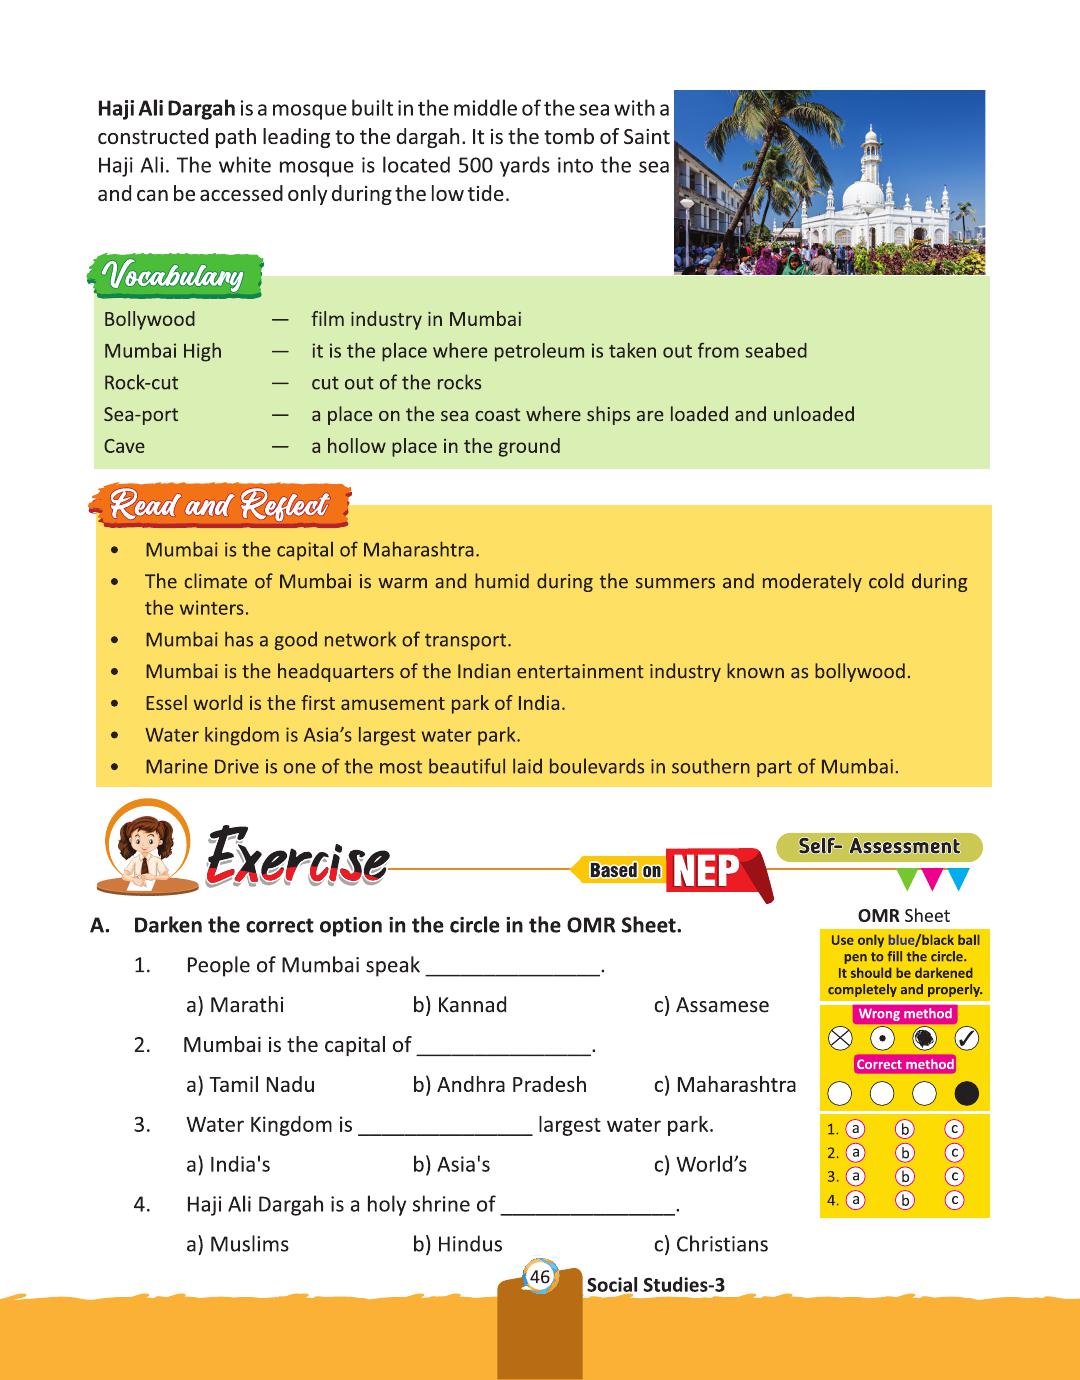 Haji Ali Dargah is a mosque built in the middle of the sea with a
constructed path leading to the dargah. It is the tomb of Saint
Haji Ali. The white mosque is located 500 yards into the sea
and can be accessed only during the low tide.
Vocabulary
Bollywood — film industry in Mumbai
Mumbai High — it is the place where petroleum is taken out from seabed
Rock-cut — cut out of the rocks
Sea-port — a place on the sea coast where ships are loaded and unloaded
Cave — a hollow place in the ground
Read and Reflect
• Mumbai is the capital of Maharashtra.
• The climate of Mumbai is warm and humid during the summers and moderately cold during
the winters.
• Mumbai has a good network of transport.
• Mumbai is the headquarters of the Indian entertainment industry known as bollywood.
• Essel world is the first amusement park of India.
• Water kingdom is Asia's largest water park.
• Marine Drive is one of the most beautiful laid boulevards in southern part of Mumbai.
Exercise
Based on NEP
Self- Assessment
A. Darken the correct option in the circle in the OMR Sheet.
1. People of Mumbai speak _______________.
a) Marathi b) Kannad c) Assamese
2. Mumbai is the capital of _______________.
a) Tamil Nadu b) Andhra Pradesh c) Maharashtra
3. Water Kingdom is _______________ largest water park.
a) India's b) Asia's c) World’s
4. Haji Ali Dargah is a holy shrine of _______________.
a) Muslims b) Hindus c) Christians
OMR Sheet
Use only blue/black ball
pen to fill the circle.
It should be darkened
completely and properly.
Wrong method
Correct method
1. a b c
2. a b c
3. a b c
4. a b c
46
Social Studies-3